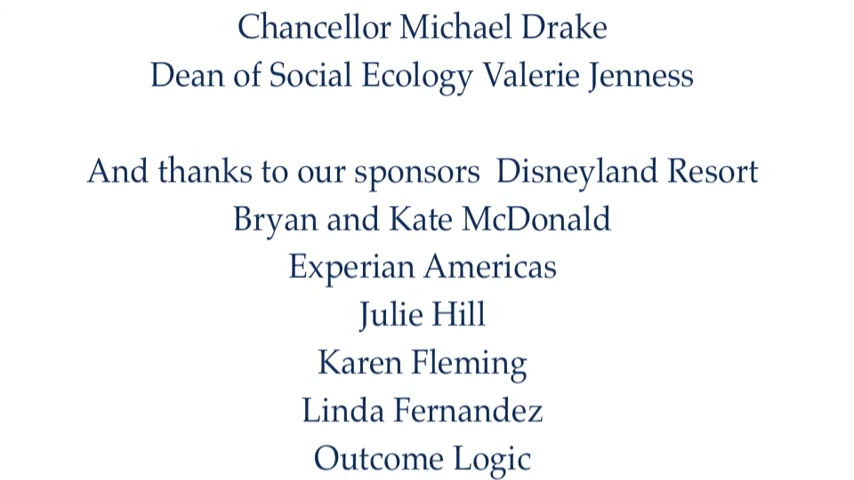 Chancellor Michael Drake
Dean of Social Ecology Valerie Jenness
And thanks to our sponsors  Disneyland Resort
Bryan and Kate McDonald
Experian Americas
Julie Hill
Karen Fleming
Linda Fernandez
Outcome Logic